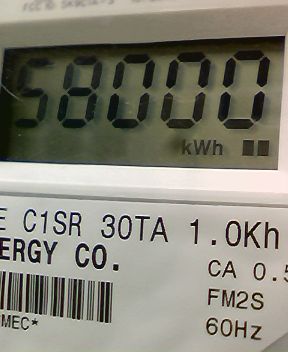 58000
kWh
C1SR 30TA 1.0Kh
ERGY CO.
CA 0.5
FM2S
60Hz
MEC*